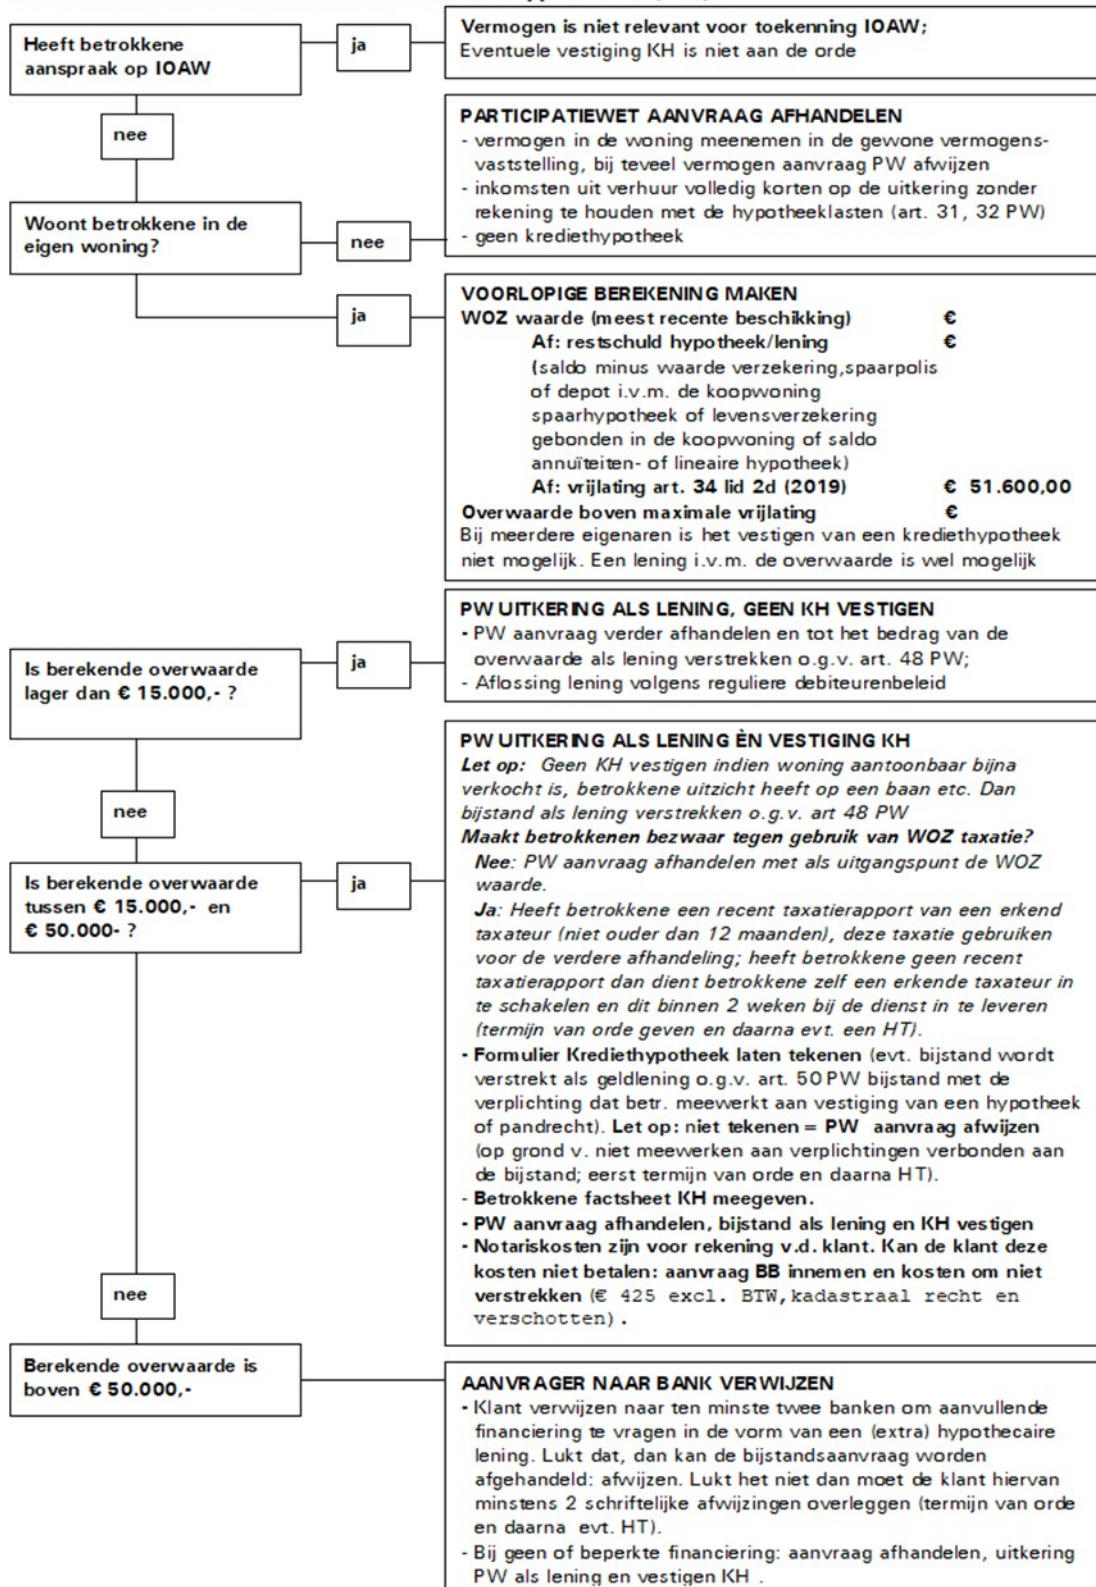 Heeft betrokkene
aanspraak op IOAW
ja
Vermogen is niet relevant voor toekenning IOAW;
Eventuele vestiging KH is niet aan de orde
nee
PARTICIPATIEWET AANVRAAG AFHANDELEN
- vermogen in de woning meenemen in de gewone vermogens-
vaststelling, bij teveel vermogen aanvraag PW afwijzen
- inkomsten uit verhuur volledig korten op de uitkering zonder
rekening te houden met de hypotheeklasten (art. 31, 32 PW)
- geen krediethypotheek
Woont betrokkene in de
eigen woning?
nee
ja
VOORLOPIGE BEREKENING MAKEN
WOZ waarde (meest recente beschikking) €
Af: restschuld hypotheek/lening €
(saldo minus waarde verzekering,spaarpolis
of depot i.v.m. de koopwoning
spaarhypotheek of levensverzekering
gebonden in de koopwoning of saldo
annuïteiten- of lineaire hypotheek)
Af: vrijlating art. 34 lid 2d (2019) € 51.600,00
Overwaarde boven maximale vrijlating €
Bij meerdere eigenaren is het vestigen van een krediethypotheek
niet mogelijk. Een lening i.v.m. de overwaarde is wel mogelijk
Is berekende overwaarde
lager dan € 15.000,- ?
ja
PW UITKERING ALS LENING, GEEN KH VESTIGEN
- PW aanvraag verder afhandelen en tot het bedrag van de
overwaarde als lening verstrekken o.g.v. art. 48 PW;
- Aflossing lening volgens reguliere debiteurenbeleid
nee
Is berekende overwaarde
tussen € 15.000,- en
€ 50.000- ?
ja
PW UITKERING ALS LENING ÈN VESTIGING KH
Let op: Geen KH vestigen indien woning aantoonbaar bijna
verkocht is, betrokkene uitzicht heeft op een baan etc. Dan
bijstand als lening verstrekken o.g.v. art 48 PW
Maakt betrokkenen bezwaar tegen gebruik van WOZ taxatie?
Nee: PW aanvraag afhandelen met als uitgangspunt de WOZ
waarde.
Ja: Heeft betrokkene een recent taxatierapport van een erkend
taxateur (niet ouder dan 12 maanden), deze taxatie gebruiken
voor de verdere afhandeling; heeft betrokkene geen recent
taxatierapport dan dient betrokkene zelf een erkende taxateur in
te schakelen en dit binnen 2 weken bij de dienst in te leveren
(termijn van orde geven en daarna evt. een HT).
- Formulier Krediethypotheek laten tekenen (evt. bijstand wordt
verstrekt als geldlening o.g.v. art. 50 PW bijstand met de
verplichting dat betr. meewerkt aan vestiging van een hypotheek
of pandrecht). Let op: niet tekenen = PW aanvraag afwijzen
(op grond v. niet meewerken aan verplichtingen verbonden aan
de bijstand; eerst termijn van orde en daarna HT).
- Betrokkene factsheet KH meegeven.
- PW aanvraag afhandelen, bijstand als lening en KH vestigen
- Notariskosten zijn voor rekening v.d. klant. Kan de klant deze
kosten niet betalen: aanvraag BB innemen en kosten om niet
verstrekken (€ 425 excl. BTW, kadastraal recht en
verschotten).
nee
Berekende overwaarde is
boven € 50.000,-
AANVRAGER NAAR BANK VERWIJZEN
- Klant verwijzen naar ten minste twee banken om aanvullende
financiering te vragen in de vorm van een (extra) hypothecaire
lening. Lukt dat, dan kan de bijstandsaanvraag worden
afgehandeld: afwijzen. Lukt het niet dan moet de klant hiervan
minstens 2 schriftelijke afwijzingen overleggen (termijn van orde
en daarna evt. HT).
- Bij geen of beperkte financiering: aanvraag afhandelen, uitkering
PW als lening en vestigen KH .